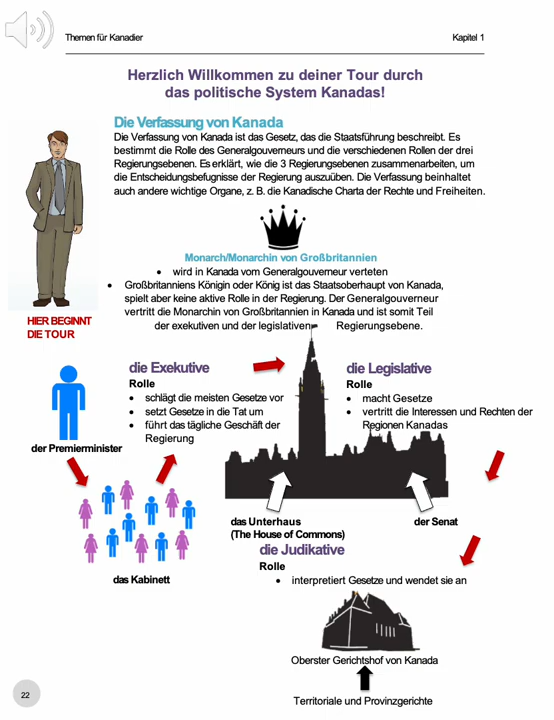 Themen für Kanadier
Kapitel 1
Herzlich Willkommen zu deiner Tour durch
das politische System Kanadas!
Die Verfassung von Kanada
Die Verfassung von Kanada ist das Gesetz, das die Staatsführung beschreibt. Es
bestimmt die Rolle des Generalgouverneurs und die verschiedenen Rollen der drei
Regierungsebenen. Es erklärt, wie die 3 Regierungsebenen zusammenarbeiten, um
die Entscheidungsbefugnisse der Regierung auszuüben. Die Verfassung beinhaltet
auch andere wichtige Organe, z. B. die Kanadische Charta der Rechte und Freiheiten.
Monarch/Monarchin von Großbritannien
• wird in Kanada vom Generalgouverneur verteten
• Großbritanniens Königin oder König ist das Staatsoberhaupt von Kanada,
spielt aber keine aktive Rolle in der Regierung. Der Generalgouverneur
vertritt die Monarchin von Großbritannien in Kanada und ist somit Teil
der exekutiven und der legislativen Regierungsebene.
HIER BEGINNT
DIE TOUR
die Exekutive
Rolle
• schlägt die meisten Gesetze vor
• setzt Gesetze in die Tat um
• führt das tägliche Geschäft der
Regierung
die Legislative
Rolle
• macht Gesetze
• vertritt die Interessen und Rechten der
Regionen Kanadas
der Premierminister
das Kabinett
das Unterhaus
(The House of Commons)
der Senat
die Judikative
Rolle
• interpretiert Gesetze und wendet sie an
Oberster Gerichtshof von Kanada
Territoriale und Provinzgerichte
22